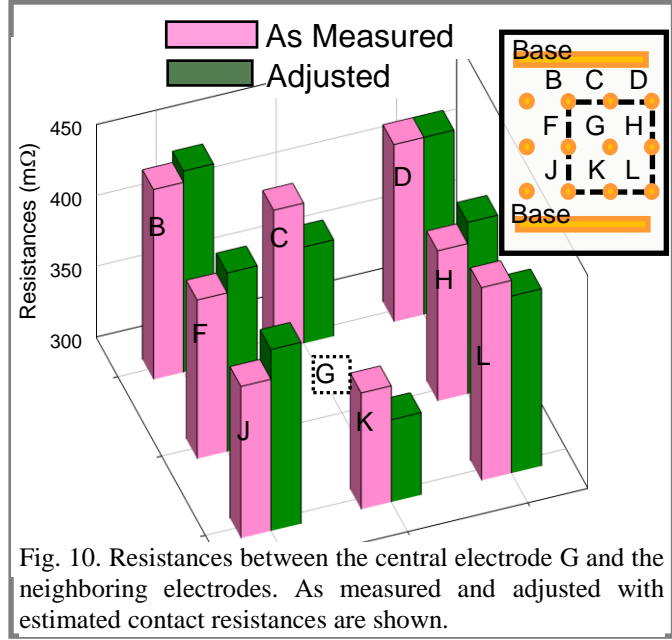 As Measured
Adjusted
Base
B C D
F G H
J K L
Base
Resistances (mΩ)
450
400
350
300
B
C
D
F
G
H
J
K
L
Fig. 10. Resistances between the central electrode G and the
neighboring electrodes. As measured and adjusted with
estimated contact resistances are shown.